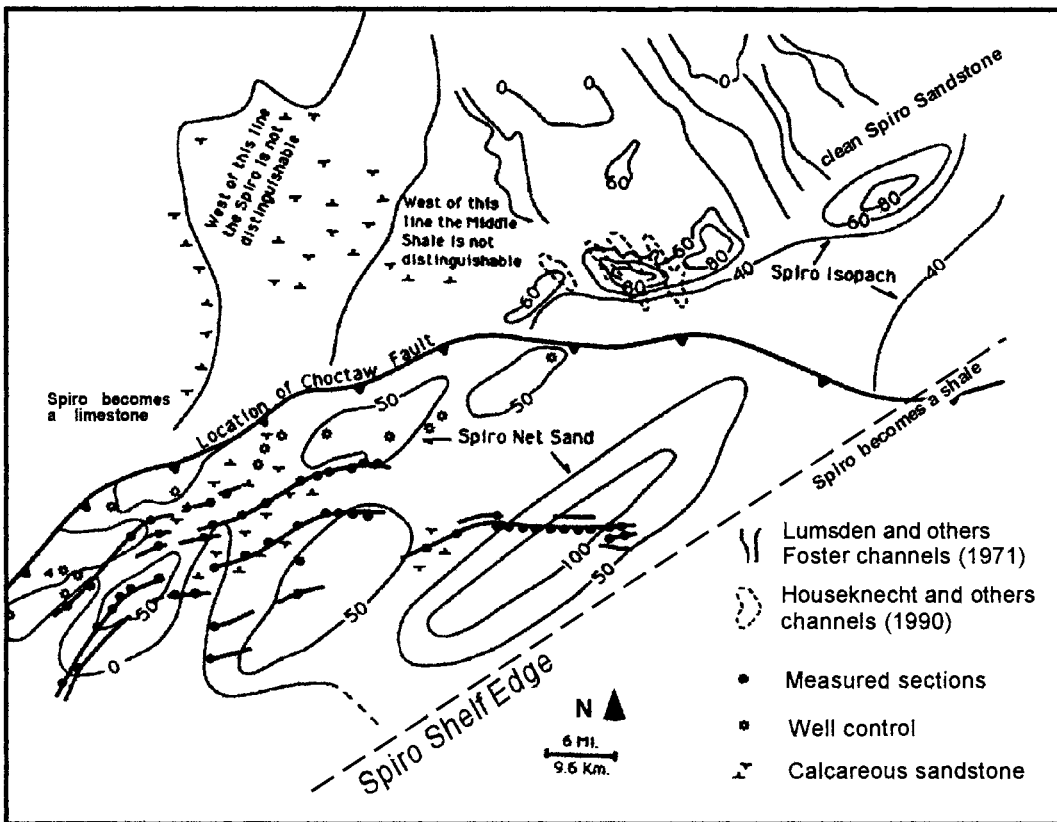 0
0
0
clean Spiro Sandstone
West of this line
the Spiro is not
distinguishable
West of this
line the Middle
Shale is not
distinguishable
60
60
80
60
80
60
80
40
Spiro Isopach
40
Spiro becomes
a limestone
Location of Choctaw Fault
50
50
Spiro Net Sand
Spiro becomes a shale
100
50
50
50
0
Spiro Shelf Edge
N
6 MI.
9.6 Km.
Lumsden and others
Foster channels (1971)
Houseknecht and others
channels (1990)
Measured sections
Well control
Calcareous sandstone